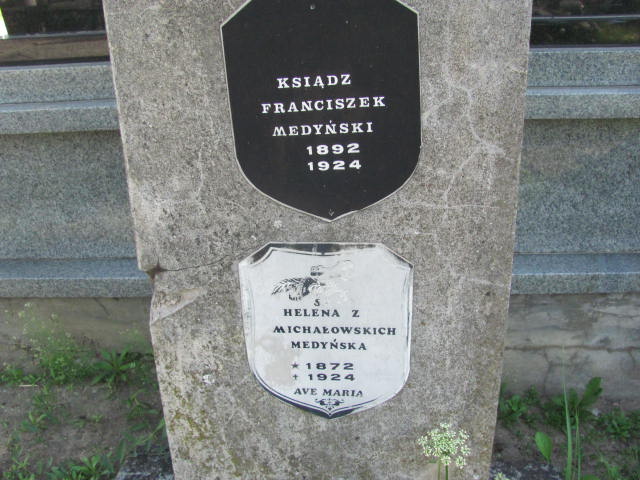 KSIĄDZ
FRANCISZEK
MEDYŃSKI
1892
1924
Ś
HELENA Z
MICHAŁOWSKICH
MEDYŃSKA
* 1872
+ 1924
AVE MARIA